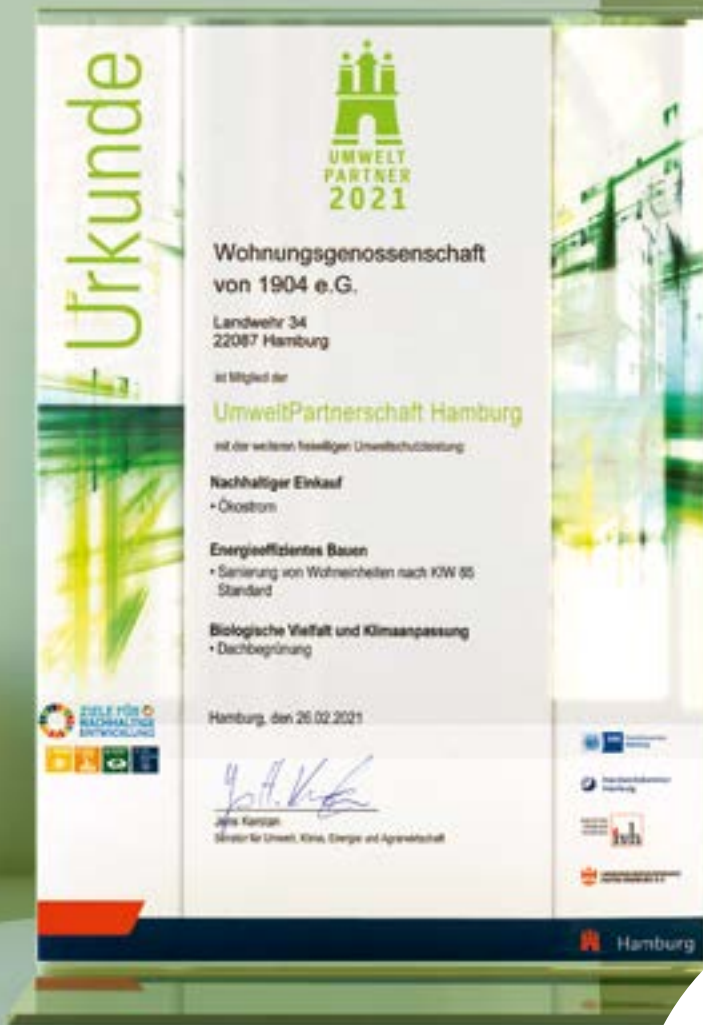 Urkunde
UMWELT
PARTNER
2021
Wohnungsgenossenschaft
von 1904 e.G.
Landwehr 34
22087 Hamburg
ist Mitglied der
UmweltPartnerschaft Hamburg
mit der weiteren freiwilligen Umweltschutzleistung:
Nachhaltiger Einkauf
• Ökostrom
Energieeffizientes Bauen
• Sanierung von Wohneinheiten nach KfW 85
Standard
Biologische Vielfalt und Klimaanpassung
• Dachbegrünung
Hamburg, den 26.02.2021
Jens Kerstan
Senator für Umwelt, Klima, Energie und Agrarwirtschaft
ZIELE FÜR
NACHHALTIGE
ENTWICKLUNG
Handwerkskammer
Hamburg
ivh
Hamburg